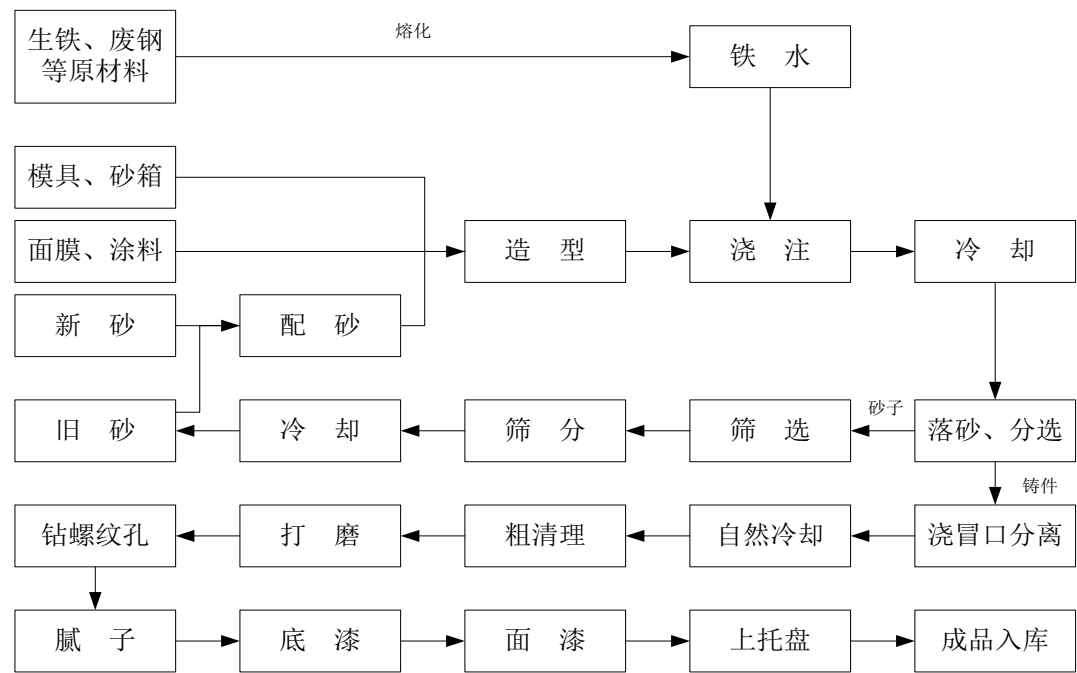 生铁、废钢
等原材料
熔化
铁 水
模具、砂箱
面膜、涂料
造 型
浇 注
冷 却
新 砂
配 砂
旧 砂
冷 却
筛 分
筛 选
砂子
落砂、分选
铸件
钻螺纹孔
打 磨
粗清理
自然冷却
浇冒口分离
腻 子
底 漆
面 漆
上托盘
成品入库